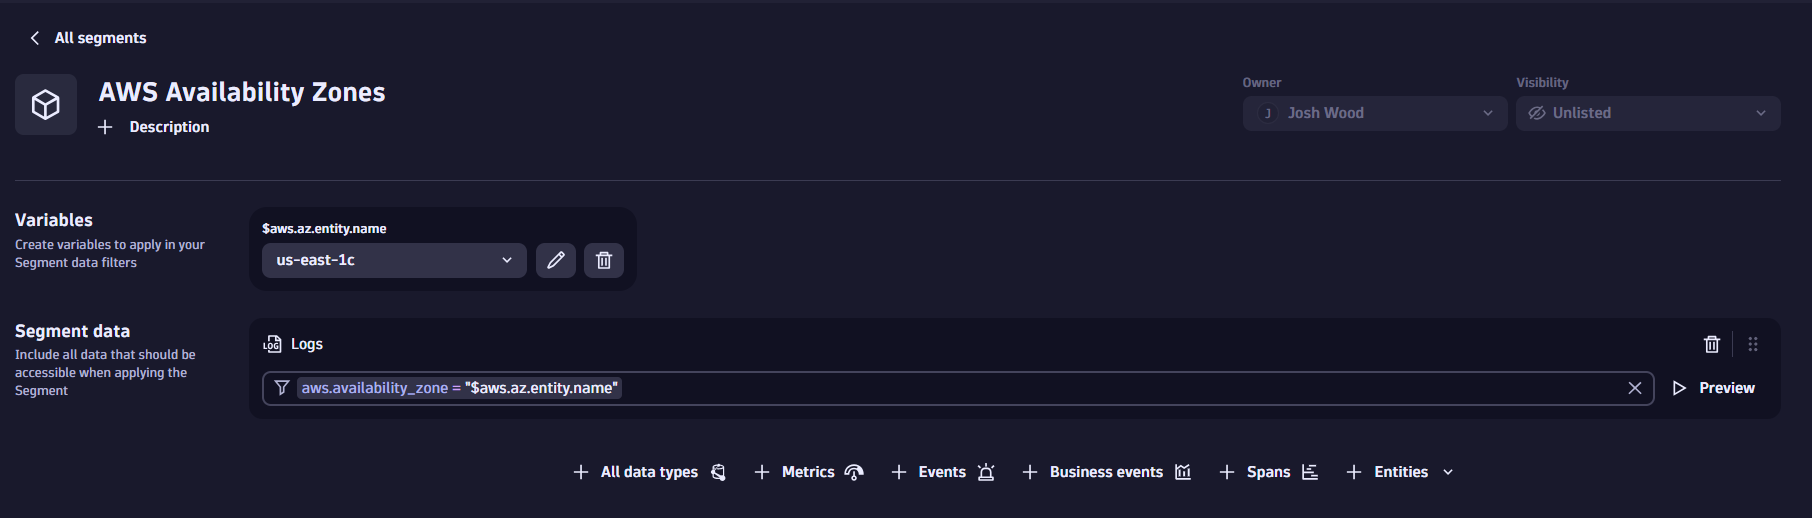 All segments
AWS Availability Zones
Description
Owner
J Josh Wood
Visibility
Unlisted
Variables
Create variables to apply in your
Segment data filters
$aws.az.entity.name
us-east-1c
Segment data
Include all data that should be
accessible when applying the
Segment
LOG Logs
aws.availability_zone = "$aws.az.entity.name"
Preview
All data types
Metrics
Events
Business events
Spans
Entities